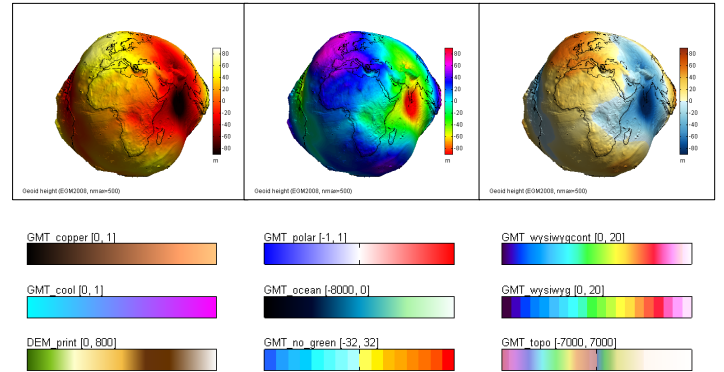 80
60
40
20
0
-20
-40
-60
-80
m
Geoid height (EGM2008, nmax=500)
80
60
40
20
0
-20
-40
-60
-80
m
Geoid height (EGM2008, nmax=500)
80
60
40
20
0
-20
-40
-60
-80
m
Geoid height (EGM2008, nmax=500)
GMT_copper [0, 1]
GMT_polar [-1, 1]
GMT_wysiwygcont [0, 20]
GMT_cool [0, 1]
GMT_ocean [-8000, 0]
GMT_wysiwyg [0, 20]
DEM_print [0, 800]
GMT_no_green [-32, 32]
GMT_topo [-7000, 7000]